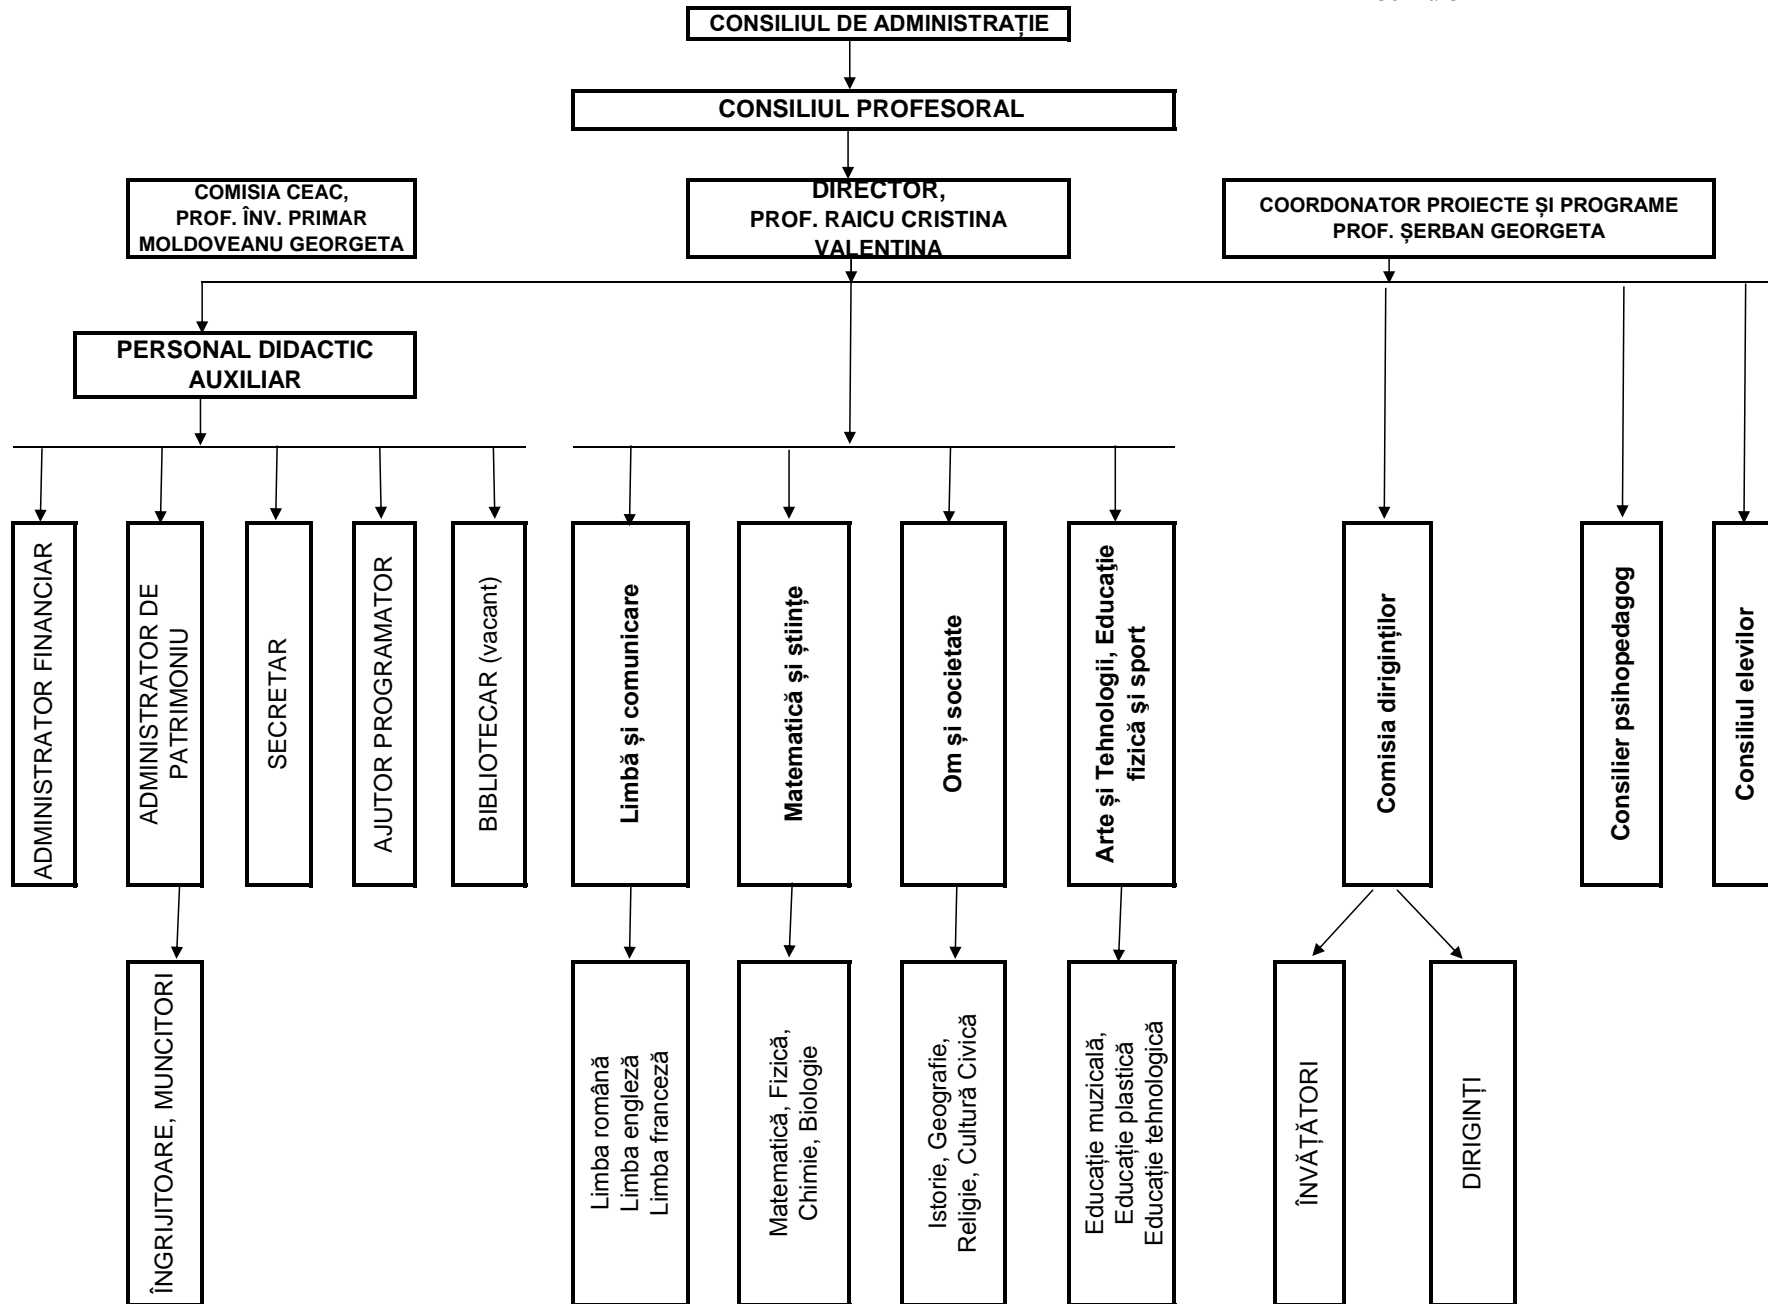 CONSILIUL DE ADMINISTRAȚIE
CONSILIUL PROFESORAL
COMISIA CEAC,
PROF. ÎNV. PRIMAR
MOLDOVEANU GEORGETA
DIRECTOR,
PROF. RAICU CRISTINA
VALENTINA
COORDONATOR PROIECTE ȘI PROGRAME
PROF. ȘERBAN GEORGETA
PERSONAL DIDACTIC
AUXILIAR
ADMINISTRATOR FINANCIAR
ADMINISTRATOR DE
PATRIMONIU
SECRETAR
AJUTOR PROGRAMATOR
BIBLIOTECAR (vacant)
Limbă și comunicare
Matematică și științe
Om și societate
Arte și Tehnologii, Educaţie
fizică şi sport
Comisia diriginților
Consilier psihopedagog
Consiliul elevilor
ÎNGRIJITOARE, MUNCITORI
Limba română
Limba engleză
Limba franceză
Matematică, Fizică,
Chimie, Biologie
Istorie, Geografie,
Religie, Cultură Civică
Educație muzicală,
Educație plastică
Educație tehnologică
ÎNVĂȚĂTORI
DIRIGINȚI